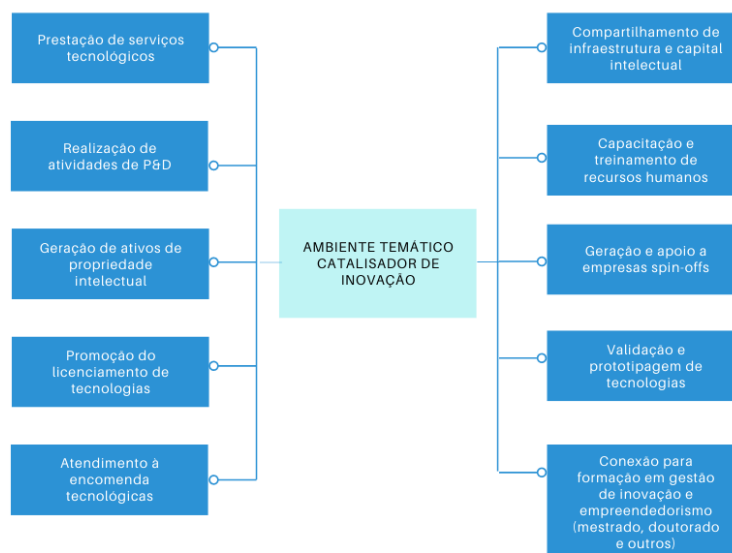 Prestação de serviços
tecnológicos
Realização de
atividades de P&D
Geração de ativos de
propriedade
intelectual
Promoção do
licenciamento de
tecnologias
Atendimento à
encomenda
tecnológicas
AMBIENTE TEMÁTICO
CATALISADOR DE
INOVAÇÃO
Compartilhamento de
infraestrutura e capital
intelectual
Capacitação e
treinamento de
recursos humanos
Geração e apoio a
empresas spin-offs
Validação e
prototipagem de
tecnologias
Conexão para
formação em gestão
de inovação e
empreendedorismo
(mestrado, doutorado
e outros)